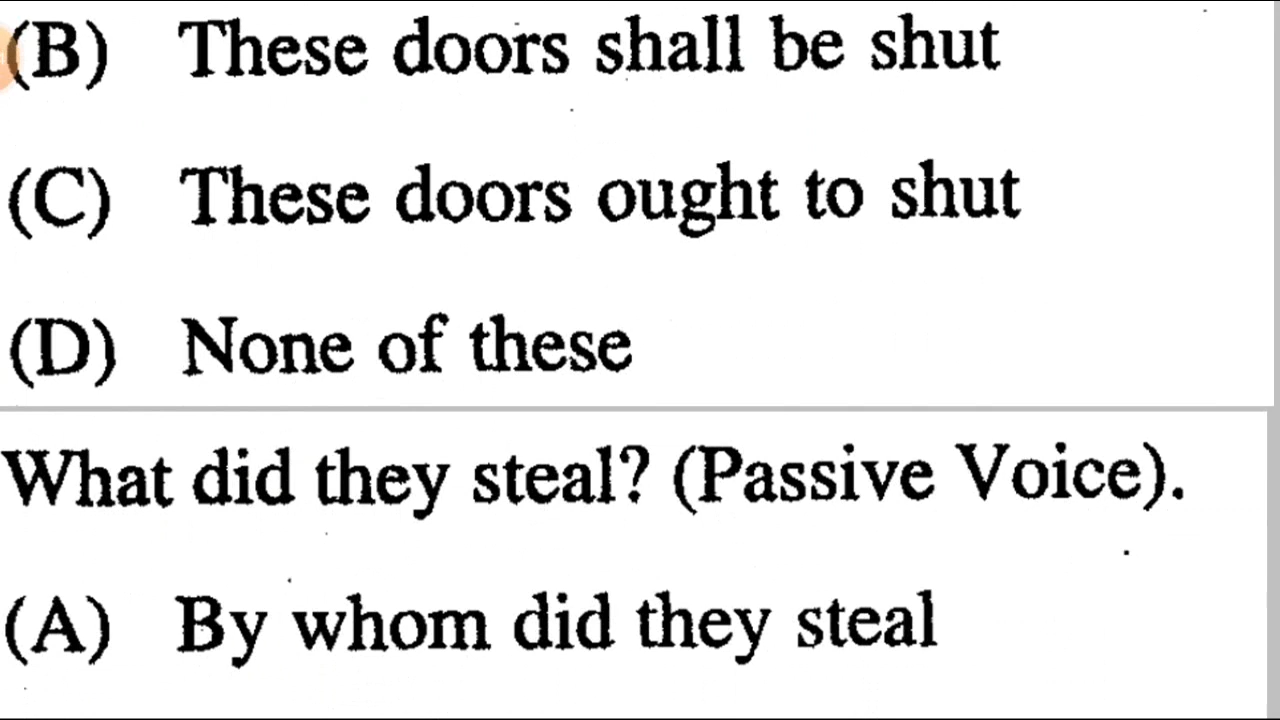 (B) These doors shall be shut
(C) These doors ought to shut
(D) None of these
What did they steal? (Passive Voice).
(A) By whom did they steal